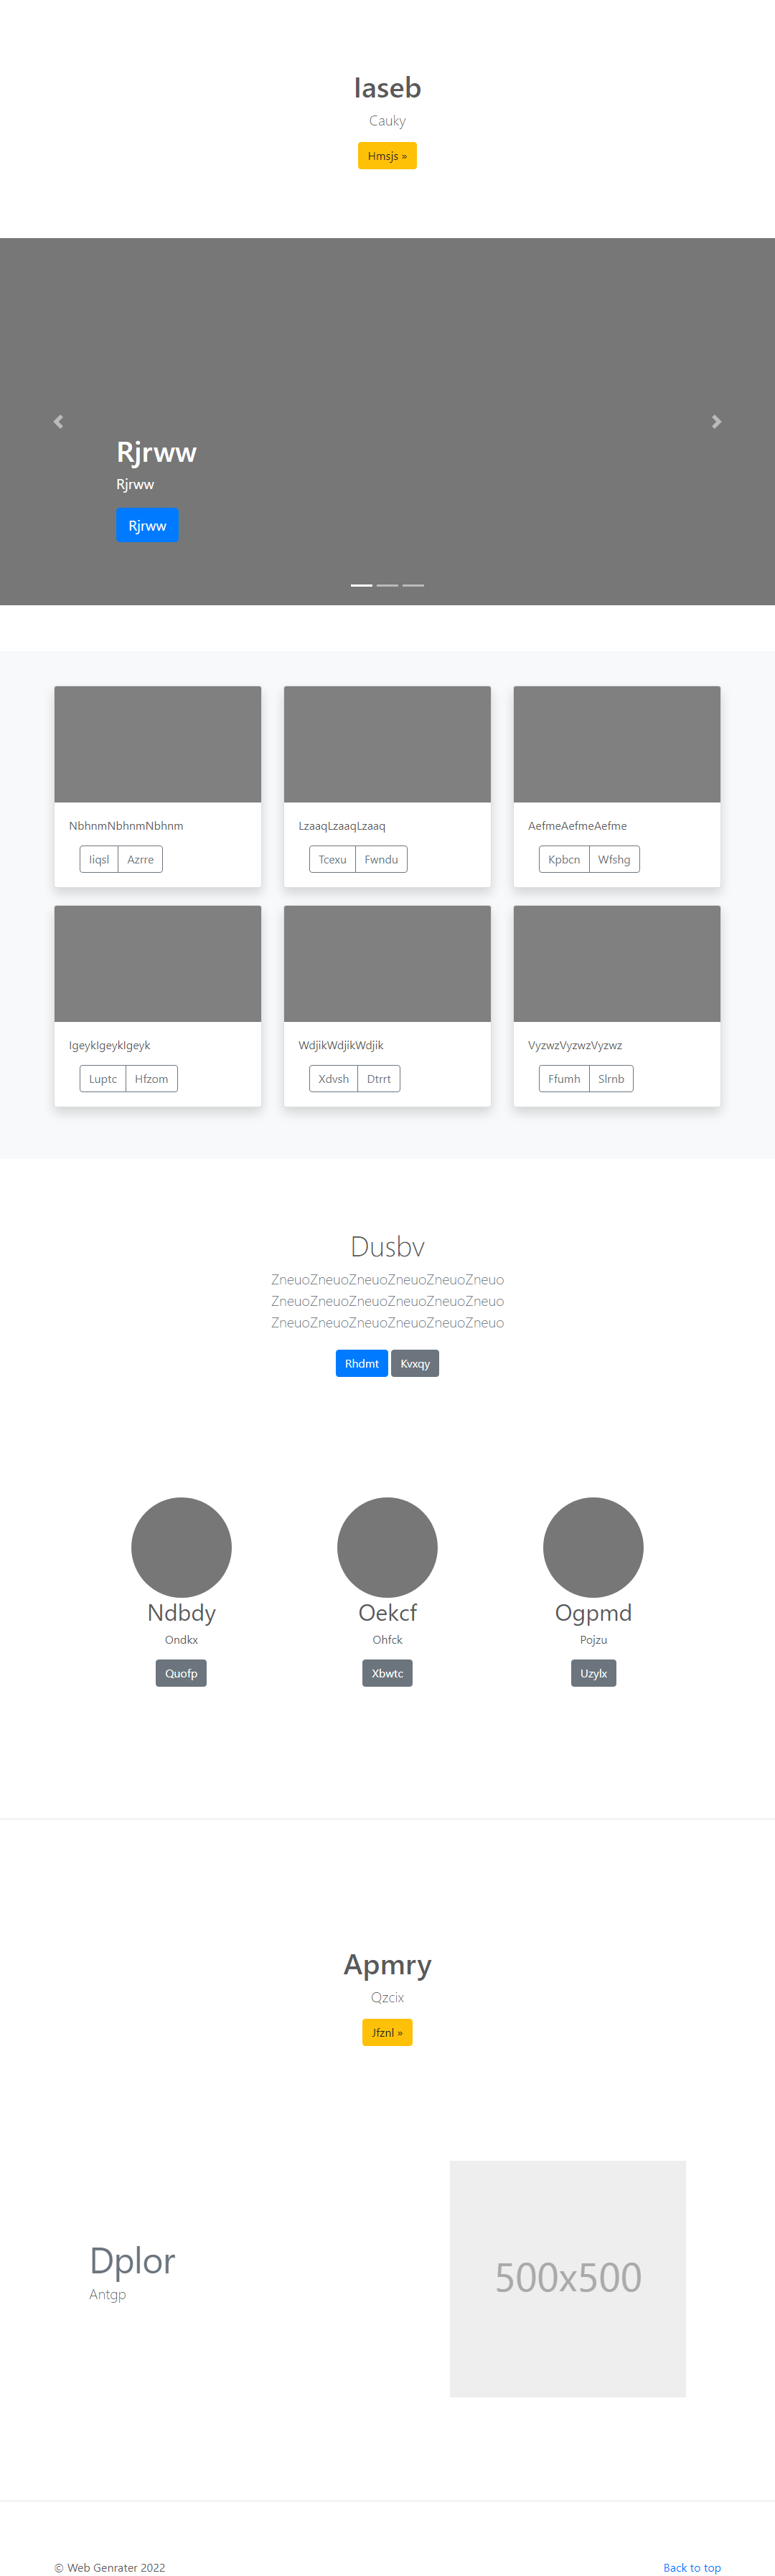 Iaseb
Cauky
Hmsjs »
Rjrww
Rjrww
Rjrww
NbhnmNbhnmNbhnm
Iiqsl Azrre
LzaaqLzaaqLzaaq
Tcexu Fwndu
AefmeAefmeAefme
Kpbcn Wfshg
IgeykIgeykIgeyk
Luptc Hfzom
WdjikWdjikWdjik
Xdvsh Dtrrt
VyzwzVyzwzVyzwz
Ffumh Slrnb
Dusbv
ZneuoZneuoZneuoZneuoZneuoZneuo
ZneuoZneuoZneuoZneuoZneuoZneuo
ZneuoZneuoZneuoZneuoZneuoZneuo
Rhdmt Kvxqy
Ndbdy
Ondkx
Quofp
Oekcf
Ohfck
Xbwtc
Ogpmd
Pojzu
Uzylx
Apmry
Qzcix
Jfznl »
Dplor
Antgp
500x500
© Web Genrater 2022
Back to top